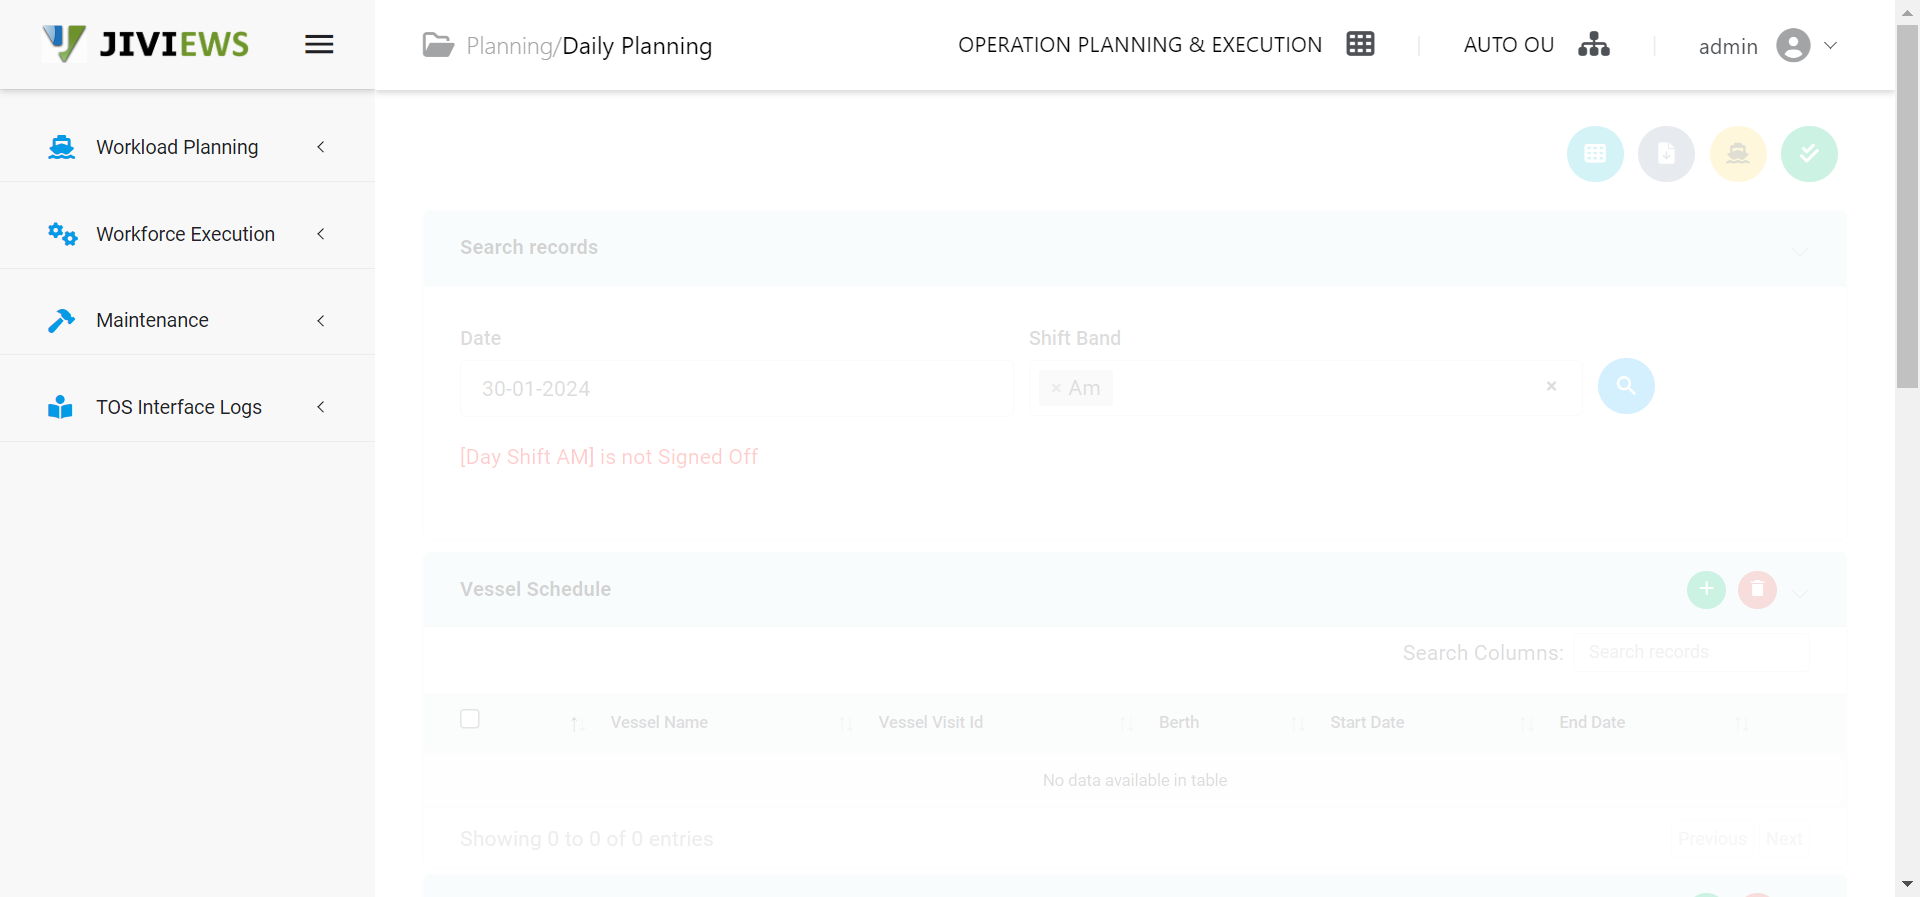 JIVIEWS
Planning/Daily Planning
OPERATION PLANNING & EXECUTION
AUTO OU
admin
Workload Planning
Workforce Execution
Maintenance
TOS Interface Logs
Search records
Date
Shift Band
30-01-2024
× Am
×
[Day Shift AM] is not Signed Off
Vessel Schedule
Search Columns: Search records
Vessel Name Vessel Visit Id Berth Start Date End Date
No data available in table
Showing 0 to 0 of 0 entries
Previous Next